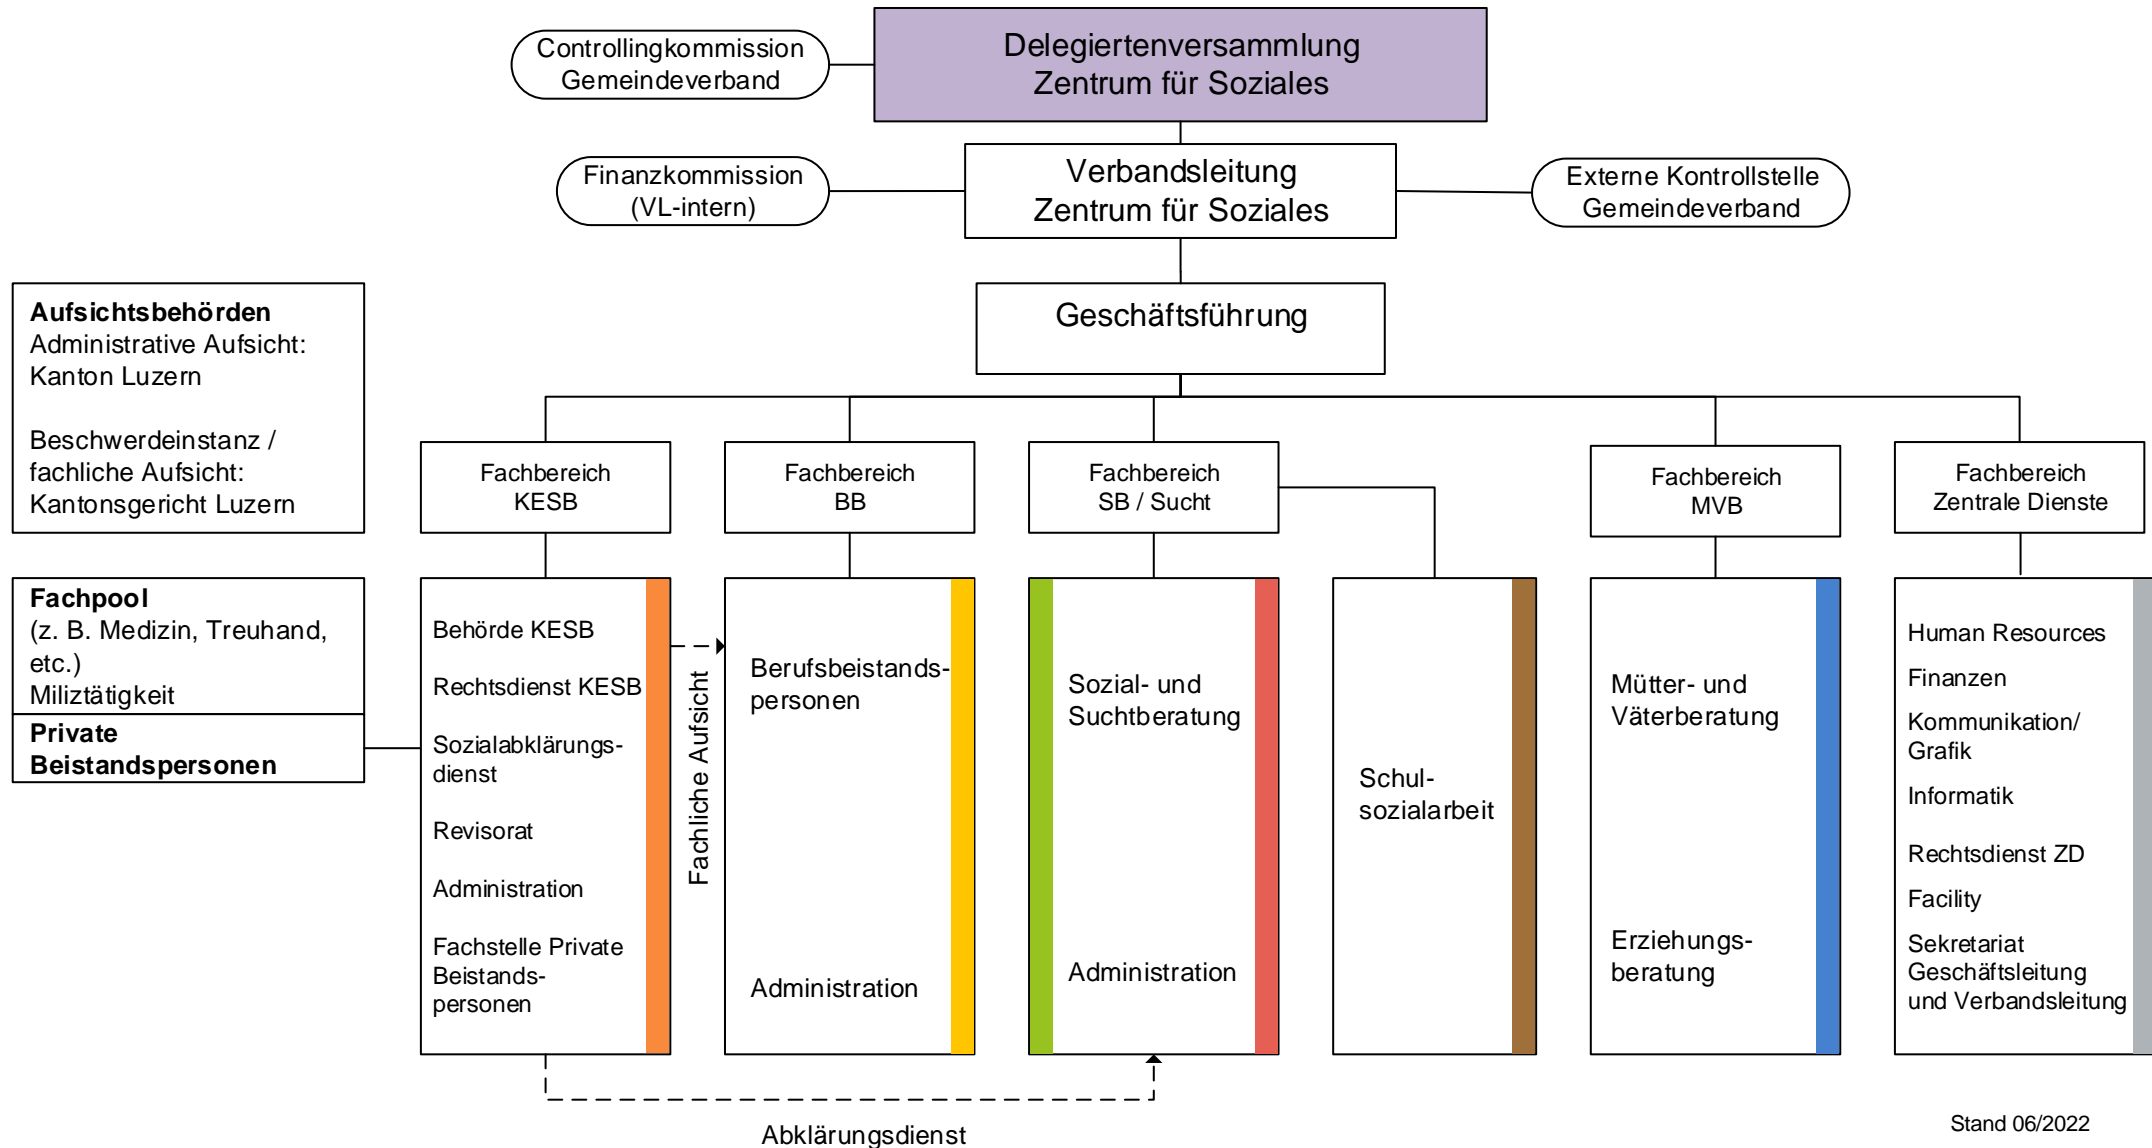 Controllingkommission
Gemeindeverband
Delegiertenversammlung
Zentrum für Soziales
Finanzkommission
(VL-intern)
Verbandsleitung
Zentrum für Soziales
Externe Kontrollstelle
Gemeindeverband
Geschäftsführung
Aufsichtsbehörden
Administrative Aufsicht:
Kanton Luzern
Beschwerdeinstanz /
fachliche Aufsicht:
Kantonsgericht Luzern
Fachbereich
KESB
Fachbereich
BB
Fachbereich
SB / Sucht
Fachbereich
MVB
Fachbereich
Zentrale Dienste
Fachpool
(z. B. Medizin, Treuhand,
etc.)
Miliztätigkeit
Private
Beistandspersonen
Behörde KESB
Rechtsdienst KESB
Sozialabklärungs-
dienst
Revisorat
Administration
Fachstelle Private
Beistands-
personen
Fachliche Aufsicht
Berufsbeistands-
personen
Administration
Sozial- und
Suchtberatung
Administration
Schul-
sozialarbeit
Mütter- und
Väterberatung
Erziehungs-
beratung
Human Resources
Finanzen
Kommunikation/
Grafik
Informatik
Rechtsdienst ZD
Facility
Sekretariat
Geschäftsleitung
und Verbandsleitung
Abklärungsdienst
Stand 06/2022